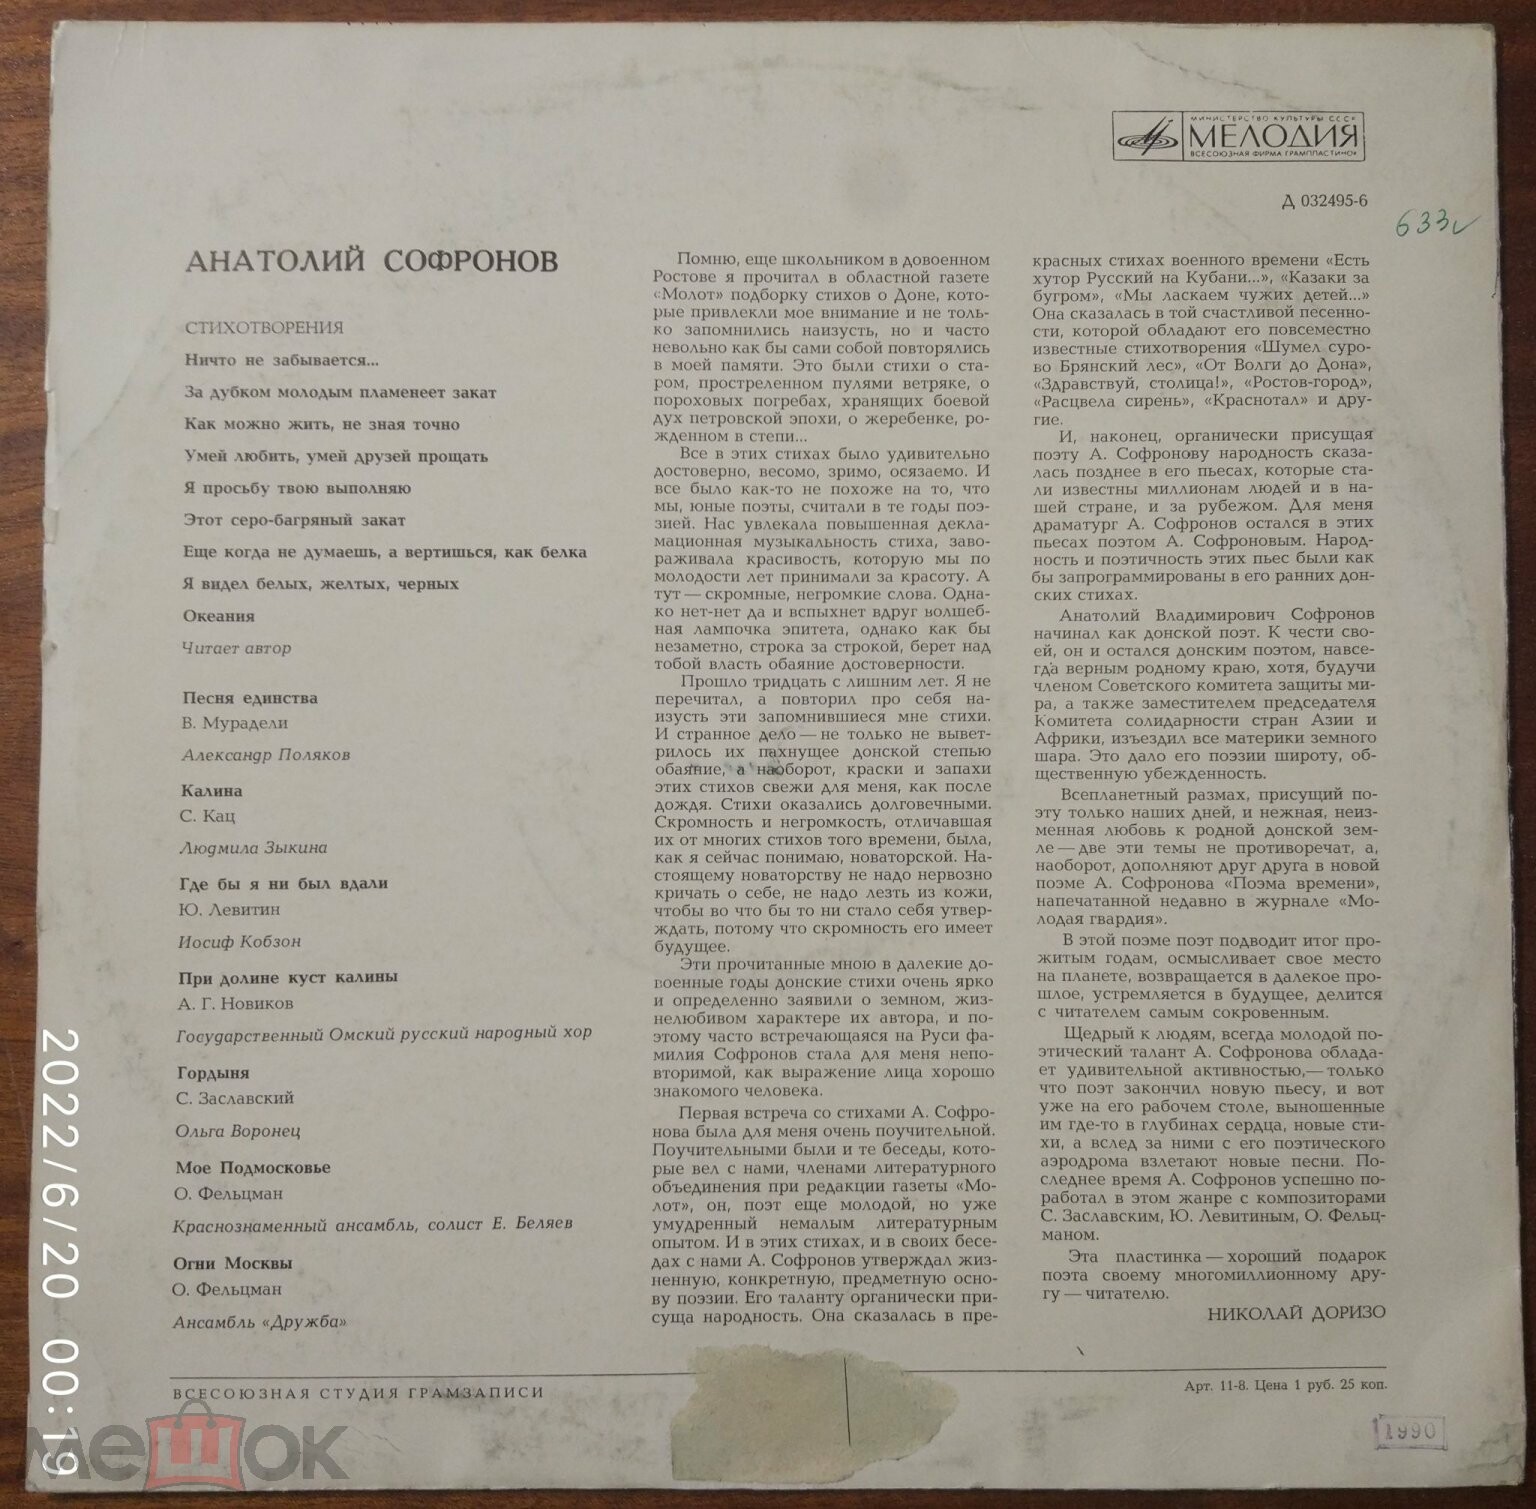 МИНИСТЕРСТВО КУЛЬТУРЫ СССР
МЕЛОДИЯ
ВСЕСОЮЗНАЯ ФИРМА ГРАМПЛАСТИНОК
Д 032495-6
633
АНАТОЛИЙ СОФРОНОВ
СТИХОТВОРЕНИЯ
Ничто не забывается...
За дубком молодым пламенеет закат
Как можно жить, не зная точно
Умей любить, умей друзей прощать
Я просьбу твою выполняю
Этот серо-багряный закат
Еще когда не думаешь, а вертишься, как белка
Я видел белых, желтых, черных
Океания
Читает автор
Песня единства
В. Мурадели
Александр Поляков
Калина
С. Кац
Людмила Зыкина
Где бы я ни был вдали
Ю. Левитин
Иосиф Кобзон
При долине куст калины
А. Г. Новиков
Государственный Омский русский народный хор
Гордыня
С. Заславский
Ольга Воронец
Мое Подмосковье
О. Фельцман
Краснознаменный ансамбль, солист Е. Беляев
Огни Москвы
О. Фельцман
Ансамбль «Дружба»
Помню, еще школьником в довоенном
Ростове я прочитал в областной газете
«Молот» подборку стихов о Доне, кото-
рые привлекли мое внимание и не толь-
ко запомнились наизусть, но и часто
невольно как бы сами собой повторялись
в моей памяти. Это были стихи о ста-
ром, простреленном пулями ветряке, о
пороховых погребах, хранящих боевой
дух петровской эпохи, о жеребенке, ро-
жденном в степи...
Все в этих стихах было удивительно
достоверно, весомо, зримо, осязаемо. И
все было как-то не похоже на то, что
мы, юные поэты, считали в те годы поэ-
зией. Нас увлекала повышенная декла-
мационная музыкальность стиха, заво-
раживала красивость, которую мы по
молодости лет принимали за красоту. А
тут — скромные, негромкие слова. Одна-
ко нет-нет да и вспыхнет вдруг волшеб-
ная лампочка эпитета, однако как бы
незаметно, строка за строкой, берет над
тобой власть обаяние достоверности.
Прошло тридцать с лишним лет. Я не
перечитал, а повторил про себя на-
изусть эти запомнившиеся мне стихи.
И странное дело — не только не вывет-
рилось их пахнущее донской степью
обаяние, а наоборот, краски и запахи
этих стихов свежи для меня, как после
дождя. Стихи оказались долговечными.
Скромность и негромкость, отличавшая
их от многих стихов того времени, была,
как я сейчас понимаю, новаторской. На-
стоящему новаторству не надо нервозно
кричать о себе, не надо лезть из кожи,
чтобы во что бы то ни стало себя утвер-
ждать, потому что скромность его имеет
будущее.
Эти прочитанные мною в далекие до-
военные годы донские стихи очень ярко
и определенно заявили о земном, жиз-
нелюбивом характере их автора, и по-
этому часто встречающаяся на Руси фа-
милия Софронов стала для меня непо-
вторимой, как выражение лица хорошо
знакомого человека.
Первая встреча со стихами А. Софро-
нова была для меня очень поучительной.
Поучительными были и те беседы, кото-
рые вел с нами, членами литературного
объединения при редакции газеты «Мо-
лот», он, поэт еще молодой, но уже
умудренный немалым литературным
опытом. И в этих стихах, и в своих бесе-
дах с нами А. Софронов утверждал жиз-
ненную, конкретную, предметную осно-
ву поэзии. Его таланту органически при-
суща народность. Она сказалась в пре-
красных стихах военного времени «Есть
хутор Русский на Кубани...», «Казаки за
бугром», «Мы ласкаем чужих детей...»
Она сказалась в той счастливой песенно-
сти, которой обладают его повсеместно
известные стихотворения «Шумел суро-
во Брянский лес», «От Волги до Дона»,
«Здравствуй, столица!», «Ростов-город»,
«Расцвела сирень», «Краснотал» и дру-
гие.
И, наконец, органически присущая
поэту А. Софронову народность сказа-
лась позднее в его пьесах, которые ста-
ли известны миллионам людей и в на-
шей стране, и за рубежом. Для меня
драматург А. Софронов остался в этих
пьесах поэтом А. Софроновым. Народ-
ность и поэтичность этих пьес были как
бы запрограммированы в его ранних дон-
ских стихах.
Анатолий Владимирович Софронов
начинал как донской поэт. К чести сво-
ей, он и остался донским поэтом, навсе-
гда верным родному краю, хотя, будучи
членом Советского комитета защиты ми-
ра, а также заместителем председателя
Комитета солидарности стран Азии и
Африки, изъездил все материки земного
шара. Это дало его поэзии широту, об-
щественную убежденность.
Всепланетный размах, присущий по-
эту только наших дней, и нежная, неиз-
менная любовь к родной донской зем-
ле — две эти темы не противоречат, а,
наоборот, дополняют друг друга в новой
поэме А. Софронова «Поэма времени»,
напечатанной недавно в журнале «Мо-
лодая гвардия».
В этой поэме поэт подводит итог про-
житым годам, осмысливает свое место
на планете, возвращается в далекое про-
шлое, устремляется в будущее, делится
с читателем самым сокровенным.
Щедрый к людям, всегда молодой по-
этический талант А. Софронова облада-
ет удивительной активностью,— только
что поэт закончил новую пьесу, и вот
уже на его рабочем столе, выношенные
им где-то в глубинах сердца, новые сти-
хи, а вслед за ними с его поэтического
аэродрома взлетают новые песни. По-
следнее время А. Софронов успешно по-
работал в этом жанре с композиторами
С. Заславским, Ю. Левитиным, О. Фельц-
маном.
Эта пластинка — хороший подарок
поэта своему многомиллионному дру-
гу — читателю.
НИКОЛАЙ ДОРИЗО
ВСЕСОЮЗНАЯ СТУДИЯ ГРАМЗАПИСИ
Арт. 11-8. Цена 1 руб. 25 коп.
1990
2022/6/20 00:19
мешок